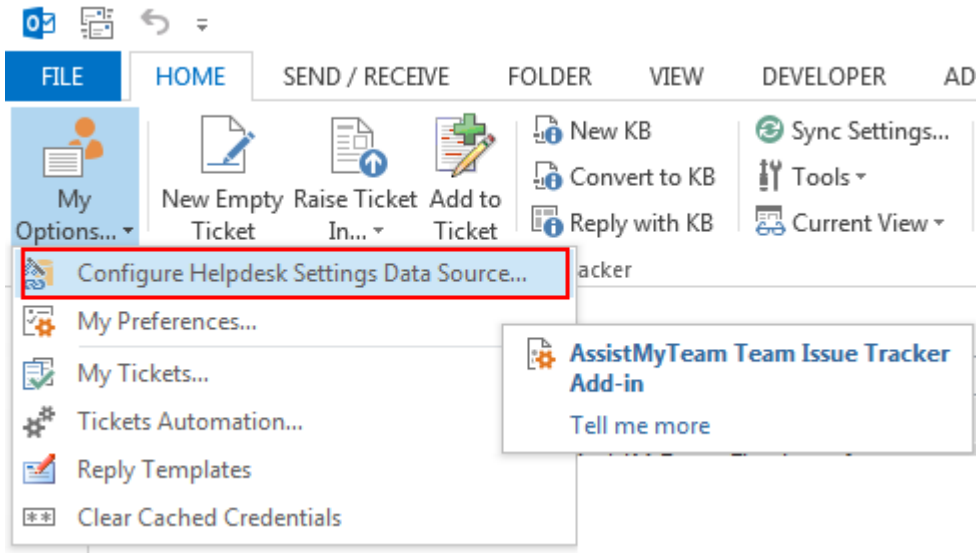 FILE HOME SEND / RECEIVE FOLDER VIEW DEVELOPER AD
My
Options...
New Empty
Ticket
Raise Ticket
In...
Add to
Ticket
New KB
Convert to KB
Reply with KB
Sync Settings...
Tools
Current View
acker
Configure Helpdesk Settings Data Source...
My Preferences...
My Tickets...
Tickets Automation...
Reply Templates
Clear Cached Credentials
AssistMyTeam Team Issue Tracker
Add-in
Tell me more